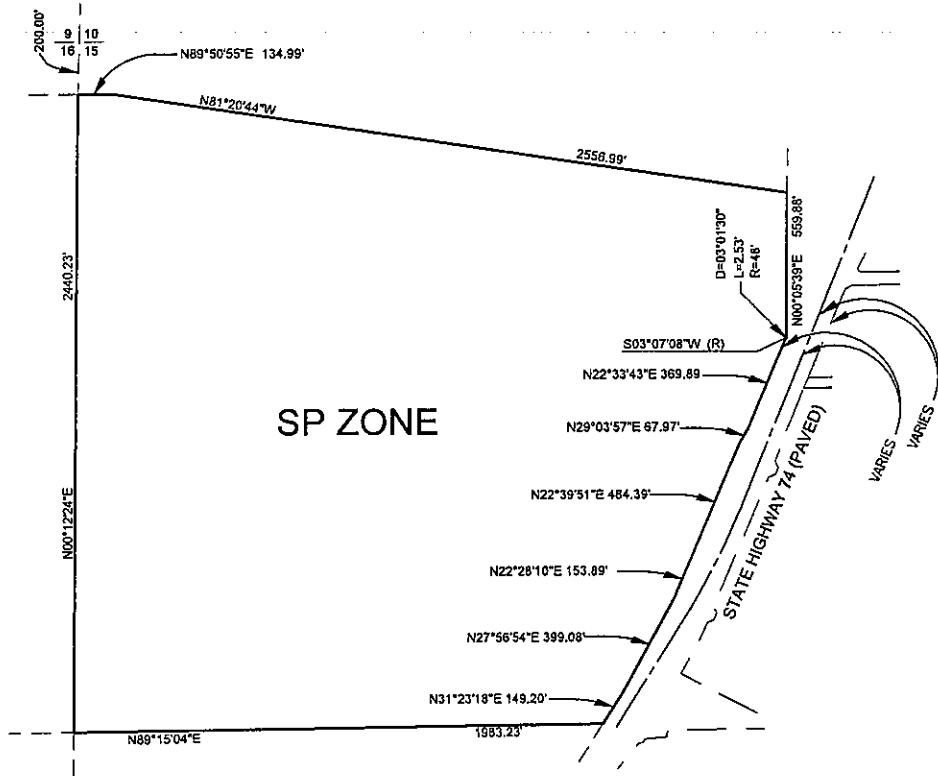 200.00'
9 10
16 15
N89°50'55"E 134.99'
N81°20'44"W
2556.99'
559.88'
N00°05'39"E
D=03°01'30"
L=2.53'
R=48'
S03°07'08"W (R)
2440.23'
N22°33'43"E 369.89
N29°03'57"E 67.97'
SP ZONE
N22°39'51"E 484.39'
VARIES
VARIES
STATE HIGHWAY 74 (PAVED)
N00°12'24"E
N22°28'10"E 153.89'
N27°56'54"E 399.08'
N31°23'18"E 149.20'
N89°15'04"E
1983.23'